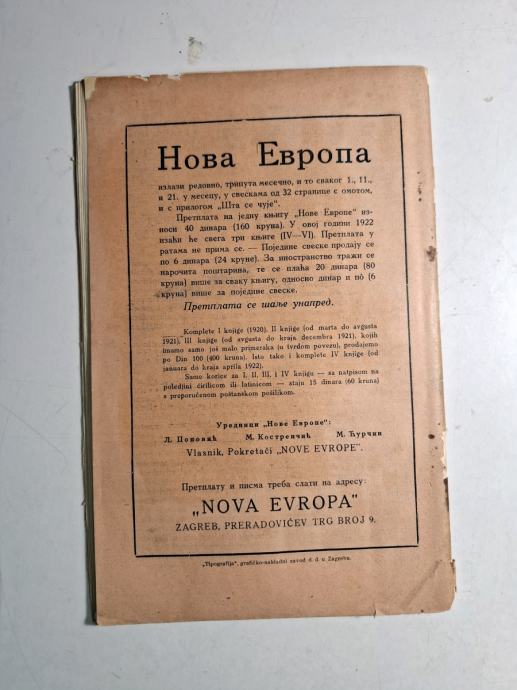 Нова Европа
излази редовно, трипута месечно, и то сваког 1., 11.,
и 21. у месецу, у свескама од 32 странице с омотом,
и с прилогом „Шта се чује".
Претплата на једну књигу „Нове Европе" из-
носи 40 динара (160 круна). У овој години 1922
изаћи ће свега три књиге (IV—VI). Претплата у
ратама не прима се. — Поједине свеске продају се
по 6 динара (24 круне). За иностранство тражи се
нарочита поштарина, те се плаћа 20 динара (80
круна) више за сваку књигу, односно динар и по̂ (6
круна) више за поједине свеске.
Претплата се шаље унапред.
Komplete I knjige (1920). II knjige (od marta do avgusta
1921), III knjige (od avgusta do kraja decembra 1921), kojih
imamo samo još malo primeraka (u tvrdom povezu), prodajemo
po Din 100 (400 kruna). Isto tako i komplete IV knjige (od
januara do kraja aprila 1922).
Same korice za I, II, III, i IV knjigu — sa natpisom na
poledjini ćirilicom ili latinicom — staju 15 dinara (60 kruna)
s preporučenom poštanskom pošiljkom.
Уредници „Нове Европе":
Л. Поповић М. Костренчић М. Ћурчин
Vlasnik, Pokretači „NOVE EVROPE".
Претплату и писма треба слати на адресу:
„NOVA EVROPA"
ZAGREB, PRERADOVIĆEV TRG BROJ 9.
„Tipografija", grafičko-nakladni zavod d. d. u Zagrebu.